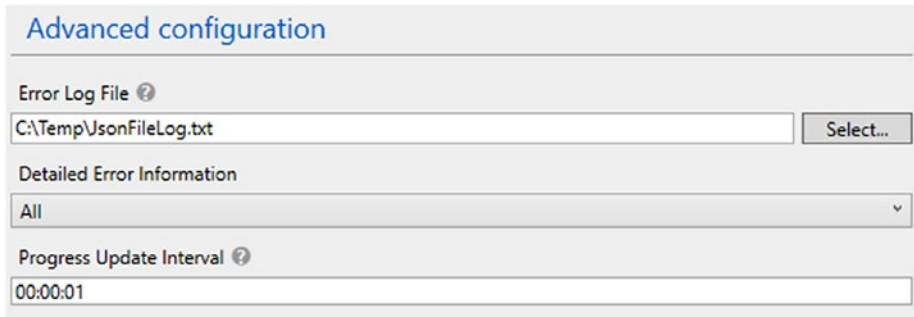 Advanced configuration
Error Log File
C:\Temp\JsonFileLog.txt
Select...
Detailed Error Information
All
Progress Update Interval
00:00:01